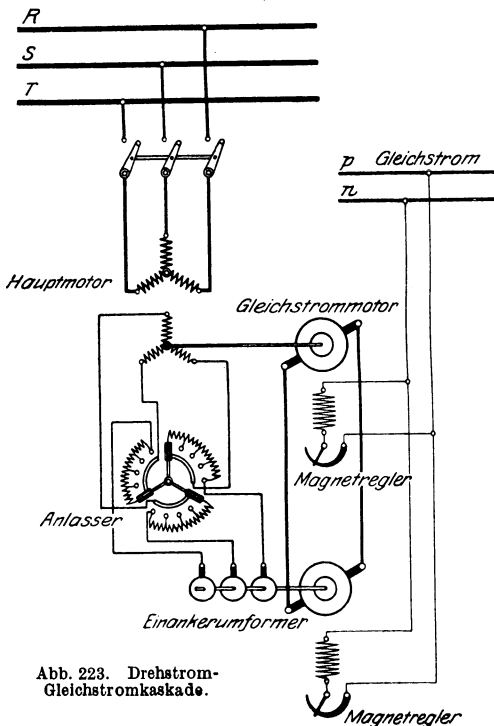 R
S
T
p Gleichstrom
n
Hauptmotor
Gleichstrommotor
Magnetregler
Anlasser
Einankerumformer
Abb. 223. Drehstrom-
Gleichstromkaskade.
Magnetregler